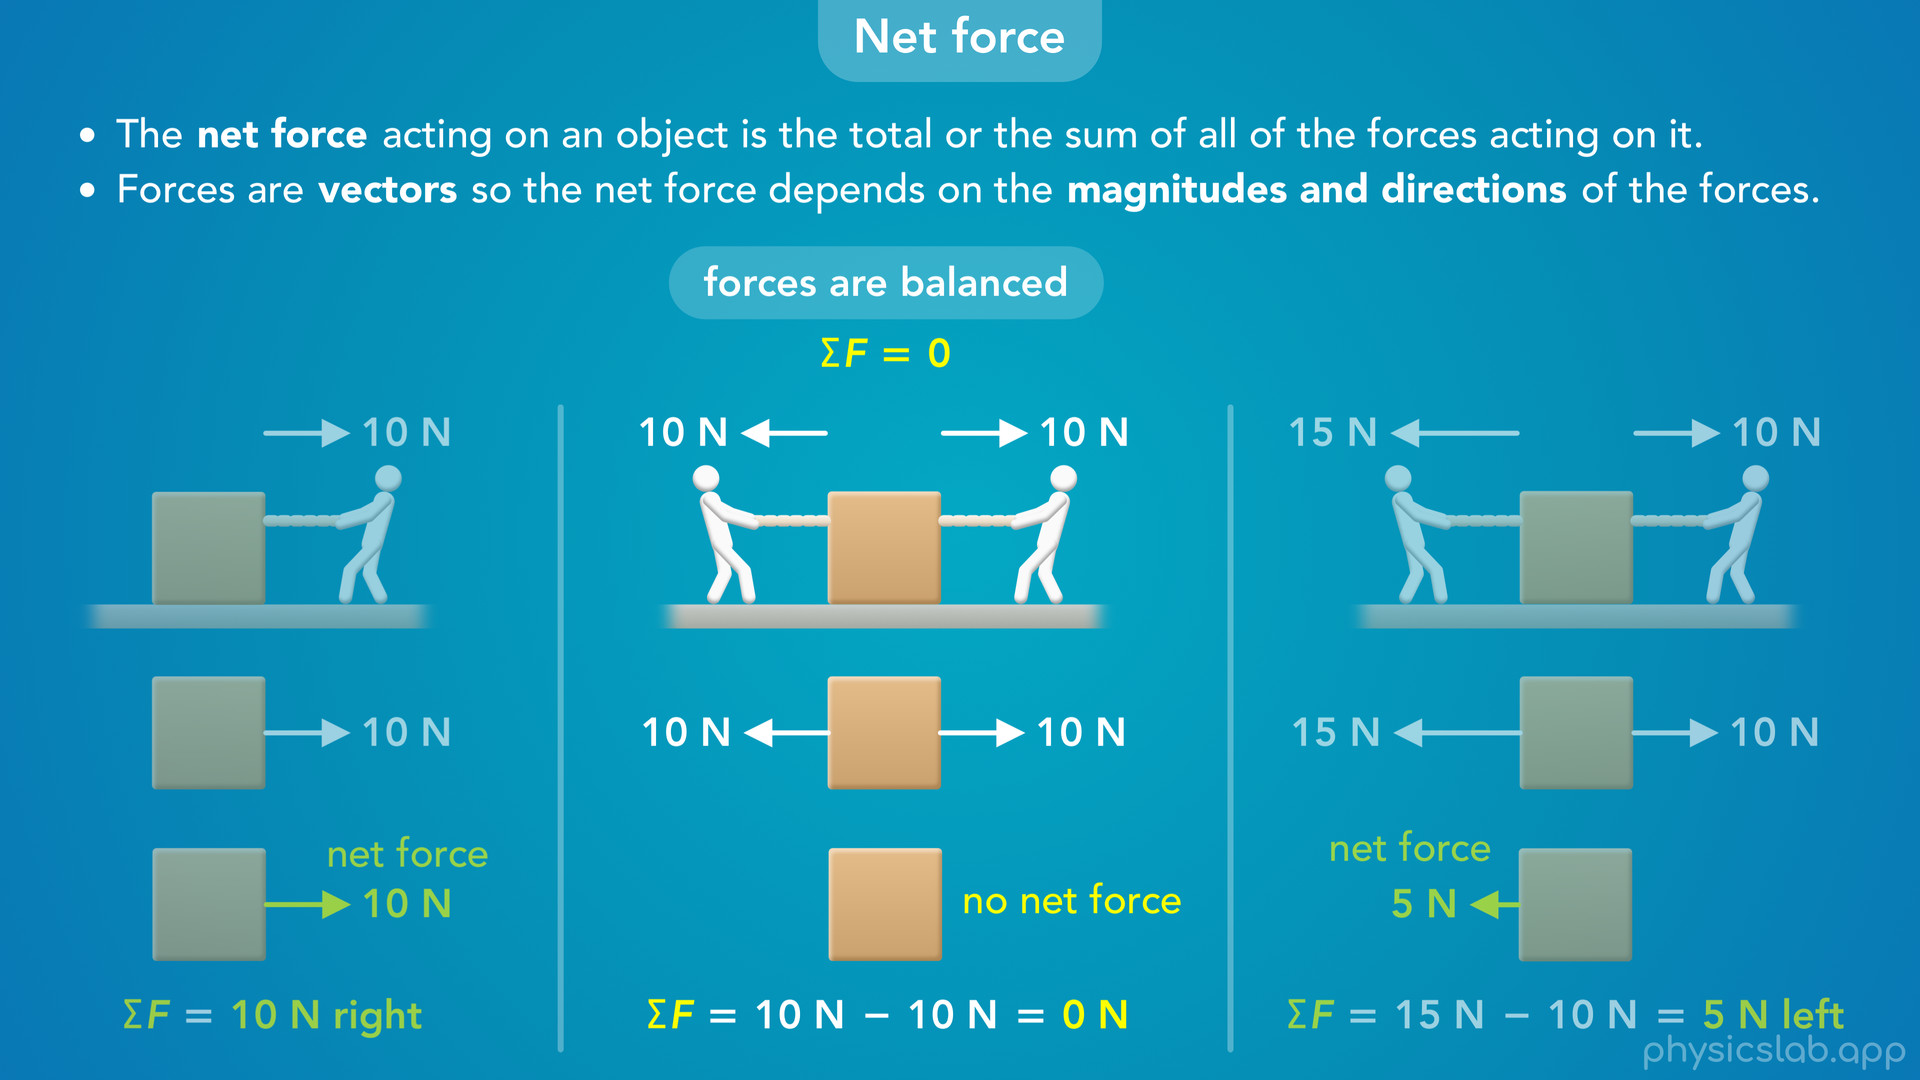 Net force
• The net force acting on an object is the total or the sum of all of the forces acting on it.
• Forces are vectors so the net force depends on the magnitudes and directions of the forces.
forces are balanced
ΣF = 0
10 N
10 N
10 N
15 N
10 N
10 N
10 N
10 N
15 N
10 N
net force
10 N
no net force
net force
5 N
ΣF = 10 N right
ΣF = 10 N − 10 N = 0 N
ΣF = 15 N − 10 N = 5 N left
physicslab.app